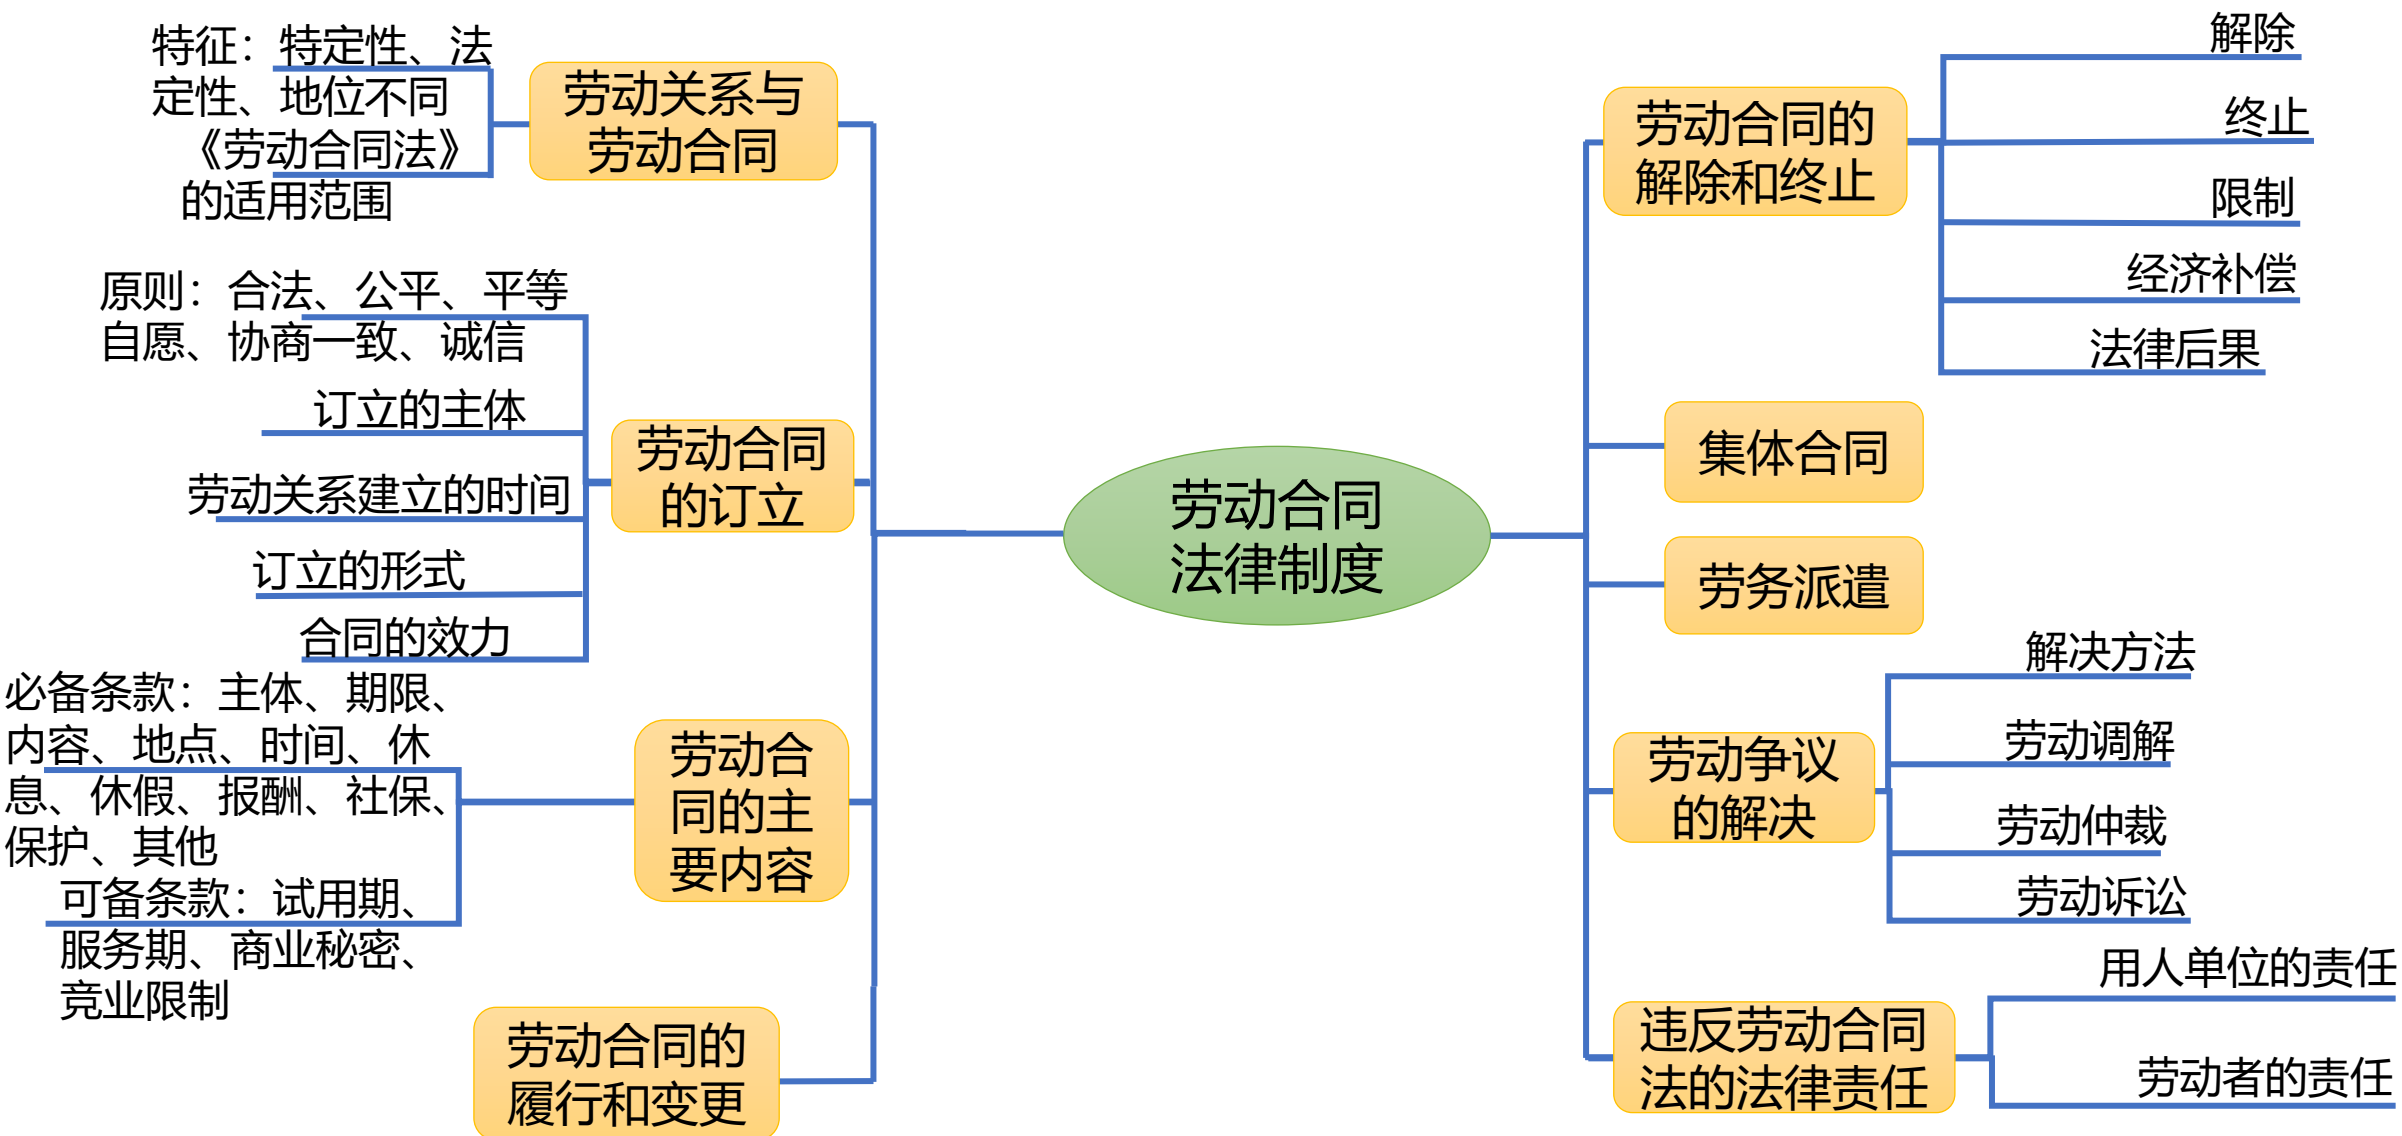 劳动合同
法律制度
劳动关系与
劳动合同
特征：特定性、法
定性、地位不同
《劳动合同法》
的适用范围
劳动合同
的订立
原则：合法、公平、平等
自愿、协商一致、诚信
订立的主体
劳动关系建立的时间
订立的形式
合同的效力
劳动合
同的主
要内容
必备条款：主体、期限、
内容、地点、时间、休
息、休假、报酬、社保、
保护、其他
可备条款：试用期、
服务期、商业秘密、
竞业限制
劳动合同的
履行和变更
劳动合同的
解除和终止
解除
终止
限制
经济补偿
法律后果
集体合同
劳务派遣
劳动争议
的解决
解决方法
劳动调解
劳动仲裁
劳动诉讼
违反劳动合同
法的法律责任
用人单位的责任
劳动者的责任